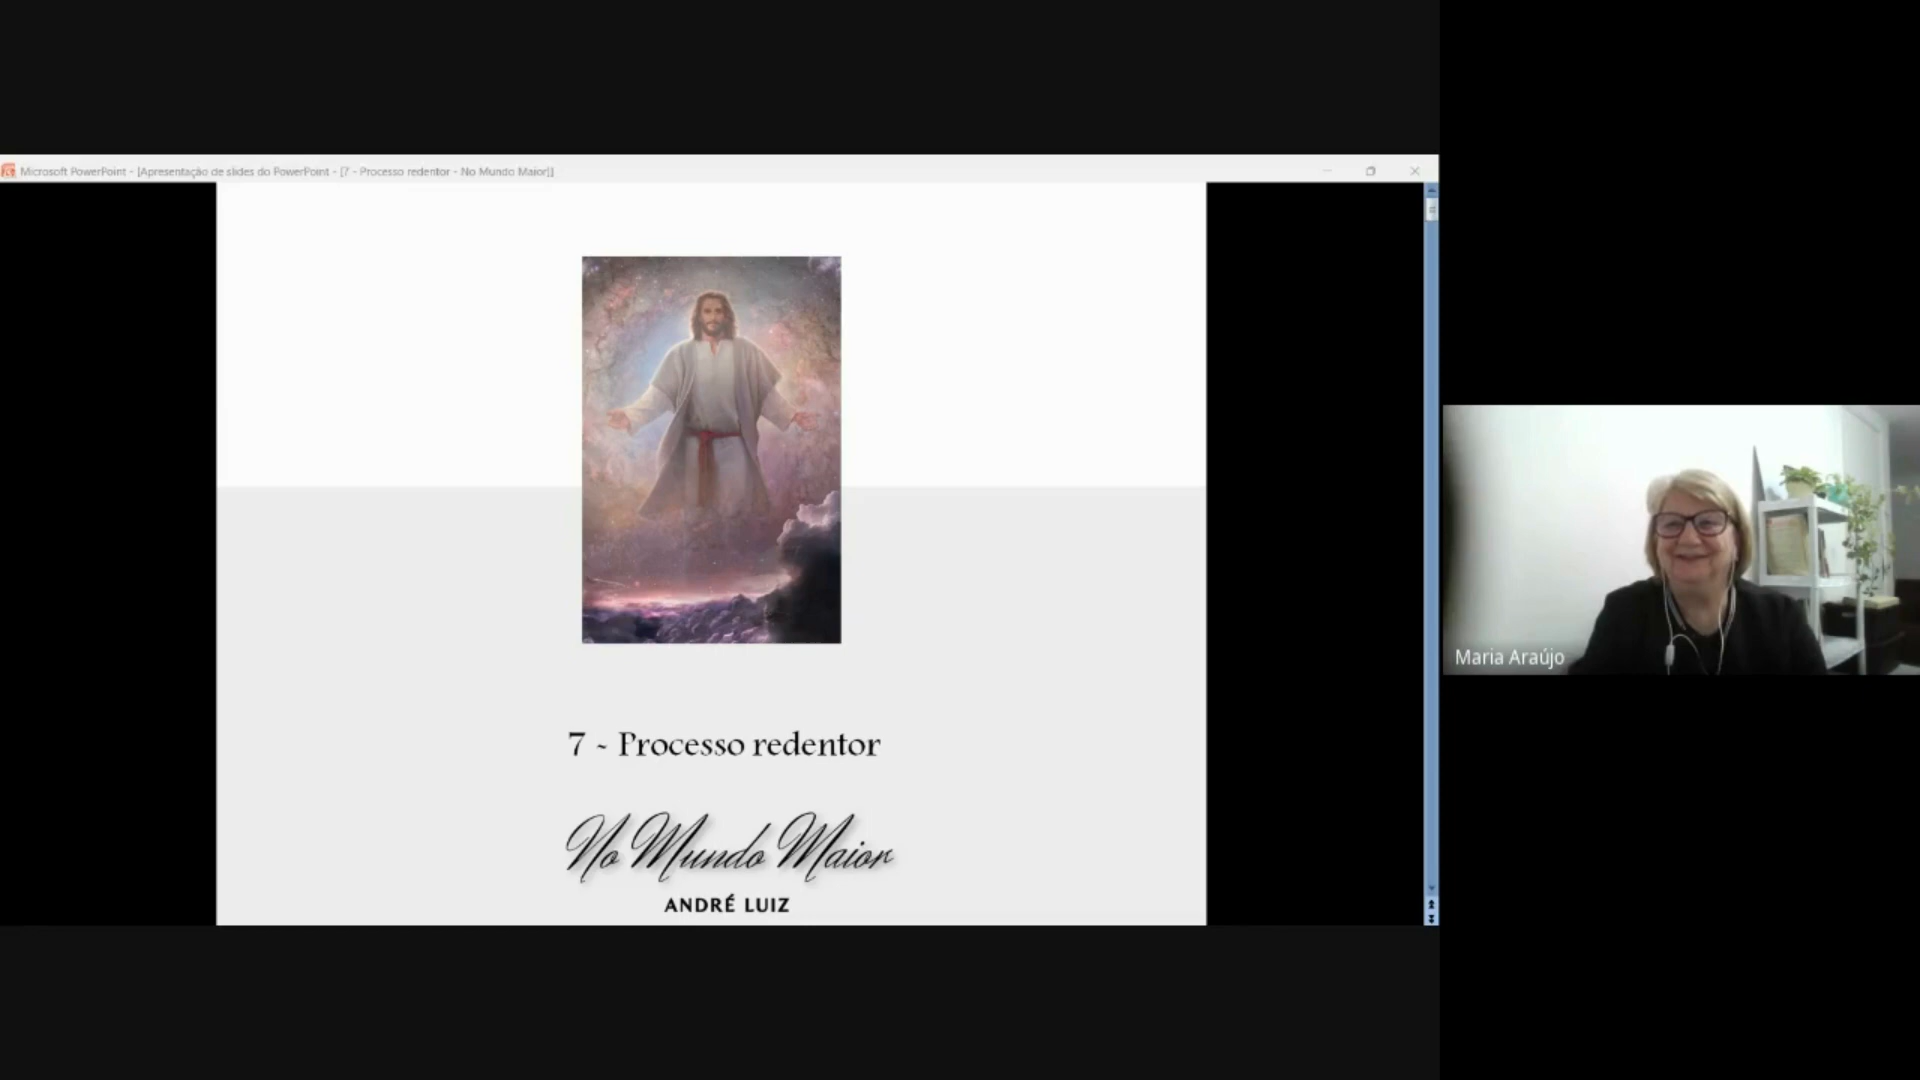 Microsoft PowerPoint - [Apresentação de slides do PowerPoint - [7 - Processo redentor - No Mundo Maior]]
7 - Processo redentor
No Mundo Maior
ANDRÉ LUIZ
Maria Araújo